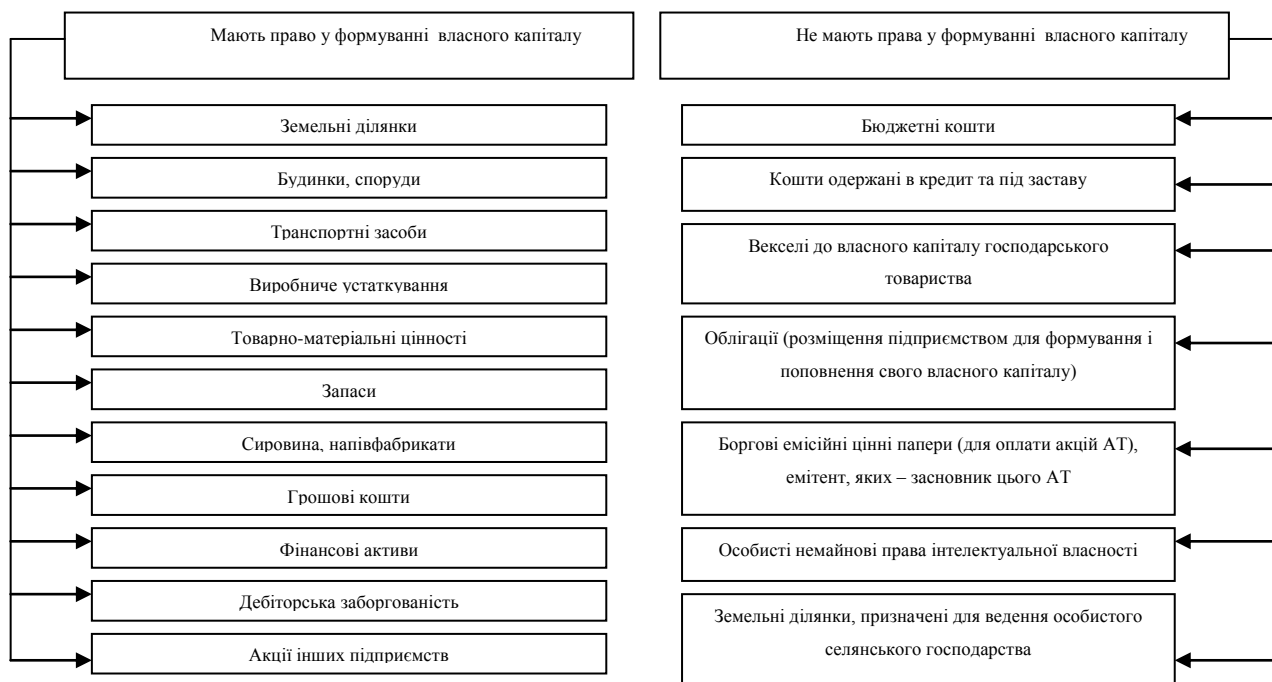 Мають право у формуванні власного капіталу
Земельні ділянки
Будинки, споруди
Транспортні засоби
Виробниче устаткування
Товарно-матеріальні цінності
Запаси
Сировина, напівфабрикати
Грошові кошти
Фінансові активи
Дебіторська заборгованість
Акції інших підприємств
Не мають права у формуванні власного капіталу
Бюджетні кошти
Кошти одержані в кредит та під заставу
Векселі до власного капіталу господарського
товариства
Облігації (розміщення підприємством для формування і
поповнення свого власного капіталу)
Боргові емісійні цінні папери (для оплати акцій АТ),
емітент, яких – засновник цього АТ
Особисті немайнові права інтелектуальної власності
Земельні ділянки, призначені для ведення особистого
селянського господарства